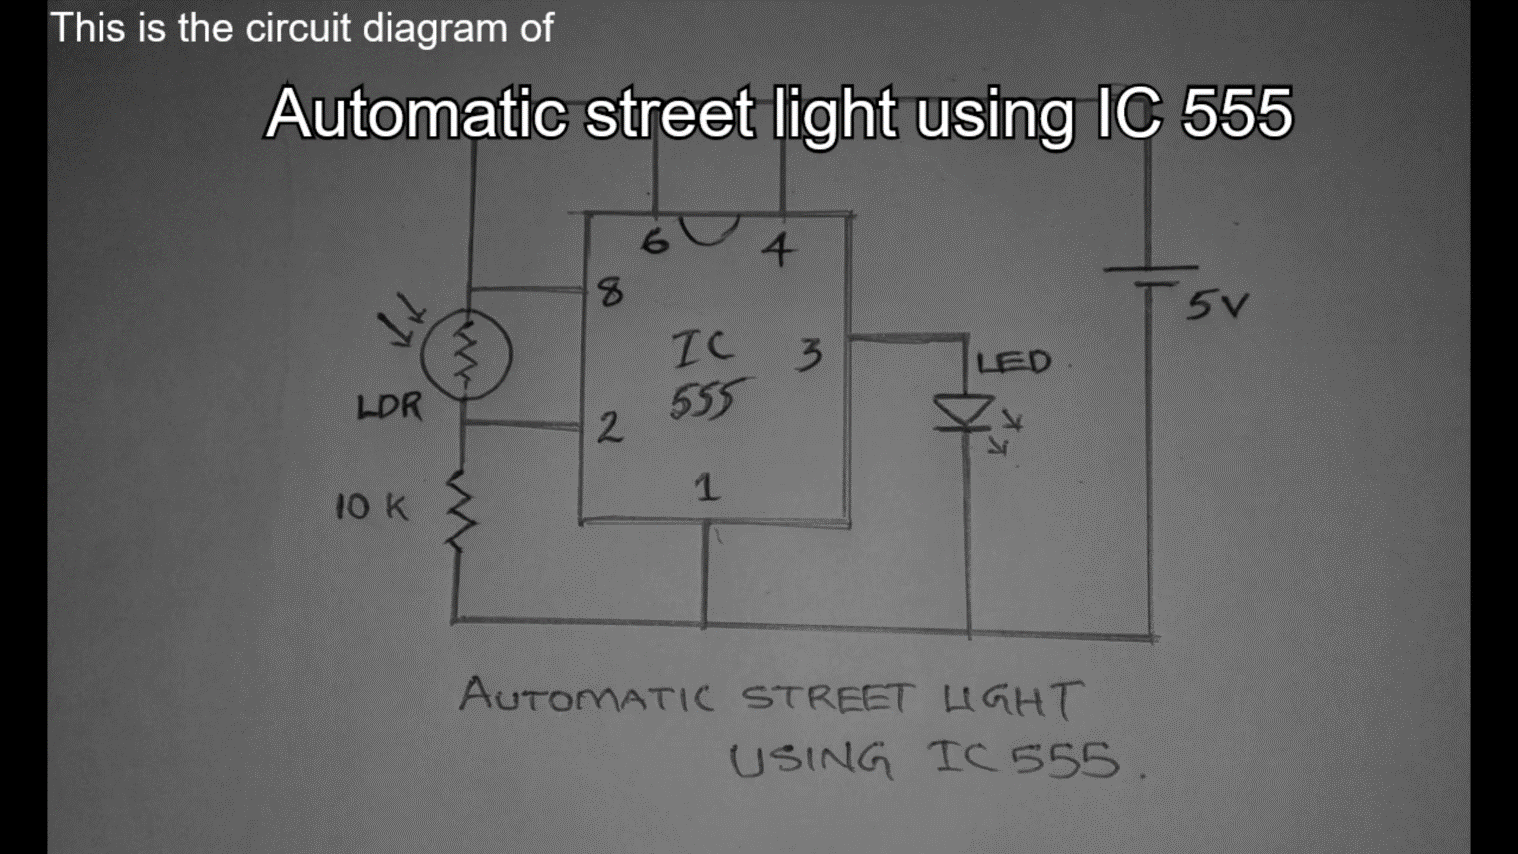 This is the circuit diagram of
Automatic street light using IC 555
6
4
8
5V
IC
555
3
LED
LDR
2
1
10 K
AUTOMATIC STREET LIGHT
USING IC 555.